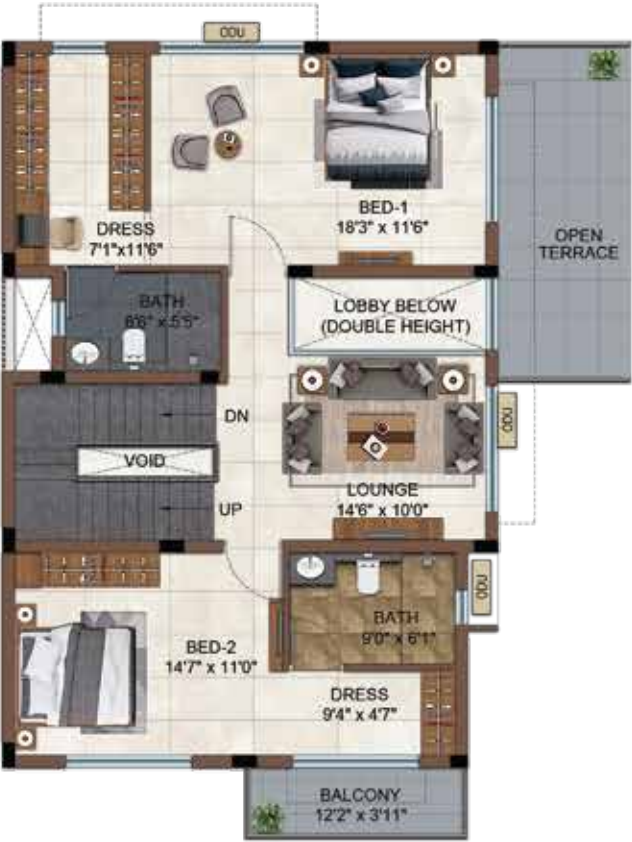 ODU
BED-1
18'3" x 11'6"
DRESS
7'1"x11'6"
OPEN
TERRACE
BATH
6'6" x 5'5"
LOBBY BELOW
(DOUBLE HEIGHT)
DN
ODU
VOID
LOUNGE
14'6" x 10'0"
UP
ODU
BATH
9'0" x 6'1"
BED-2
14'7" x 11'0"
DRESS
9'4" x 4'7"
BALCONY
12'2" x 3'11"